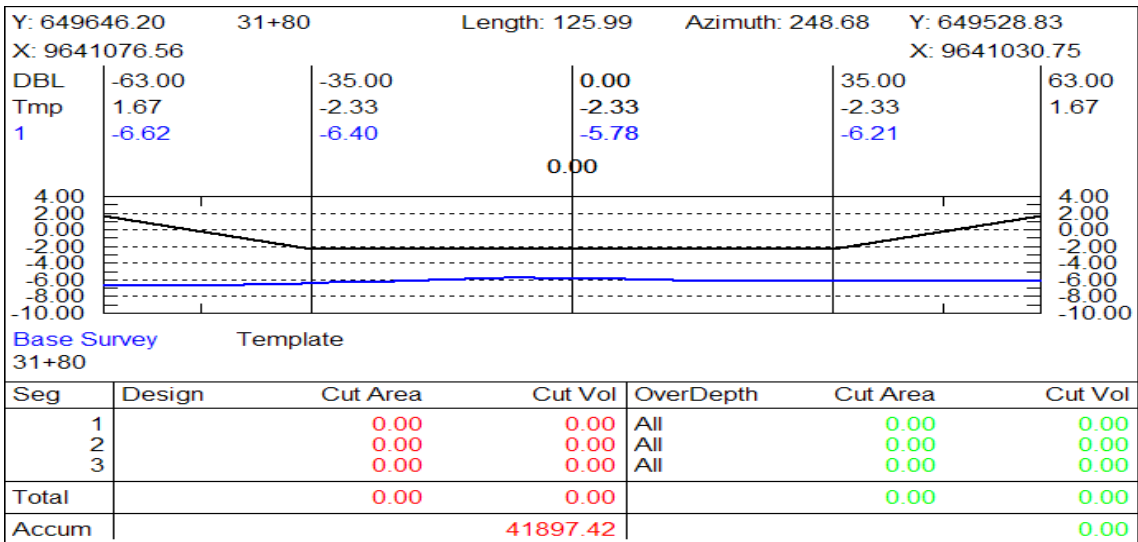 Y: 649646.20 31+80 Length: 125.99 Azimuth: 248.68 Y: 649528.83
X: 9641076.56 X: 9641030.75
DBL -63.00 -35.00 0.00 35.00 63.00
Tmp 1.67 -2.33 -2.33 -2.33 1.67
1 -6.62 -6.40 -5.78 -6.21
0.00
4.00 4.00
2.00 2.00
0.00 0.00
-2.00 -2.00
-4.00 -4.00
-6.00 -6.00
-8.00 -8.00
-10.00 -10.00
Base Survey Template
31+80
Seg Design Cut Area Cut Vol OverDepth Cut Area Cut Vol
1 0.00 0.00 All 0.00 0.00
2 0.00 0.00 All 0.00 0.00
3 0.00 0.00 All 0.00 0.00
Total 0.00 0.00 0.00 0.00
Accum 41897.42 0.00